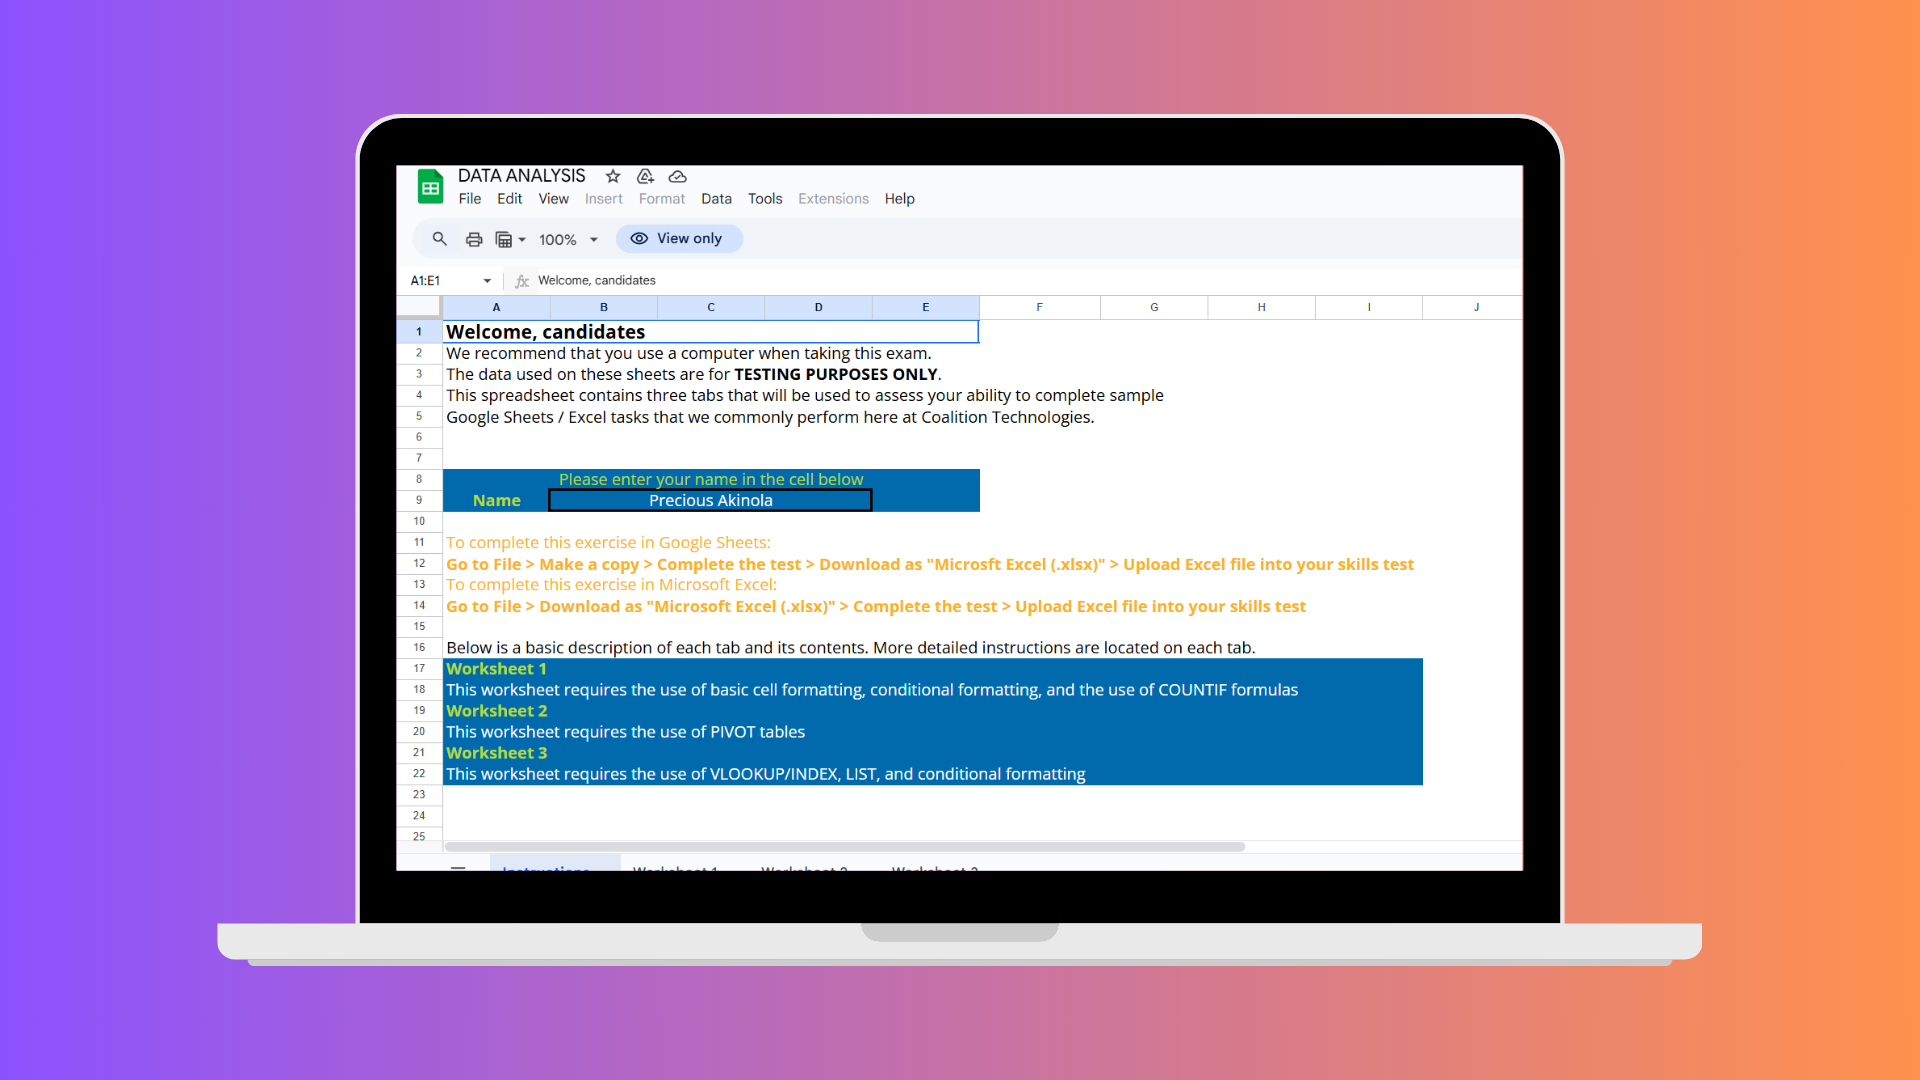 DATA ANALYSIS
File Edit View Insert Format Data Tools Extensions Help
100% View only
A1:E1 fx Welcome, candidates
A B C D E F G H I J
1 Welcome, candidates
2 We recommend that you use a computer when taking this exam.
3 The data used on these sheets are for TESTING PURPOSES ONLY.
4 This spreadsheet contains three tabs that will be used to assess your ability to complete sample
5 Google Sheets / Excel tasks that we commonly perform here at Coalition Technologies.
6
7
8 Please enter your name in the cell below
9 Name Precious Akinola
10
11 To complete this exercise in Google Sheets:
12 Go to File > Make a copy > Complete the test > Download as "Microsft Excel (.xlsx)" > Upload Excel file into your skills test
13 To complete this exercise in Microsoft Excel:
14 Go to File > Download as "Microsoft Excel (.xlsx)" > Complete the test > Upload Excel file into your skills test
15
16 Below is a basic description of each tab and its contents. More detailed instructions are located on each tab.
17 Worksheet 1
18 This worksheet requires the use of basic cell formatting, conditional formatting, and the use of COUNTIF formulas
19 Worksheet 2
20 This worksheet requires the use of PIVOT tables
21 Worksheet 3
22 This worksheet requires the use of VLOOKUP/INDEX, LIST, and conditional formatting
23
24
25
Instructions Worksheet 1 Worksheet 2 Worksheet 3